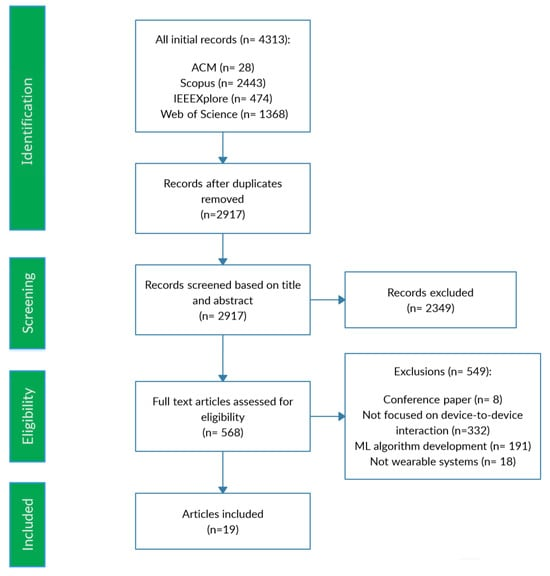 Identification
All initial records (n= 4313):
ACM (n= 28)
Scopus (n= 2443)
IEEEXplore (n= 474)
Web of Science (n= 1368)
Records after duplicates
removed
(n=2917)
Screening
Records screened based on title
and abstract
(n= 2917)
Records excluded
(n= 2349)
Eligibility
Full text articles assessed for
eligibility
(n= 568)
Exclusions (n= 549):
Conference paper (n= 8)
Not focused on device-to-device
interaction (n=332)
ML algorithm development (n= 191)
Not wearable systems (n= 18)
Included
Articles included
(n=19)